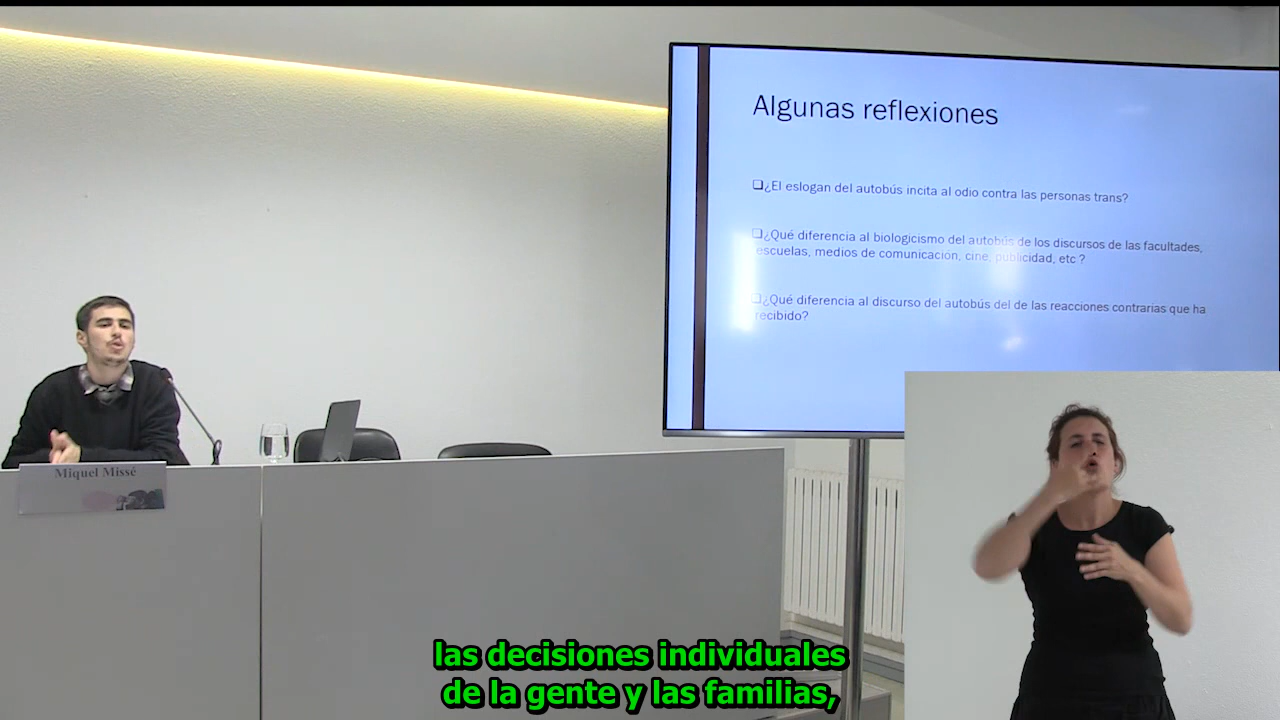 Algunas reflexiones
❑¿El eslogan del autobús incita al odio contra las personas trans?
❑¿Qué diferencia al biologicismo del autobús de los discursos de las facultades,
escuelas, medios de comunicación, cine, publicidad, etc ?
❑¿Qué diferencia al discurso del autobús del de las reacciones contrarias que ha
recibido?
Miquel Missé
las decisiones individuales
de la gente y las familias,